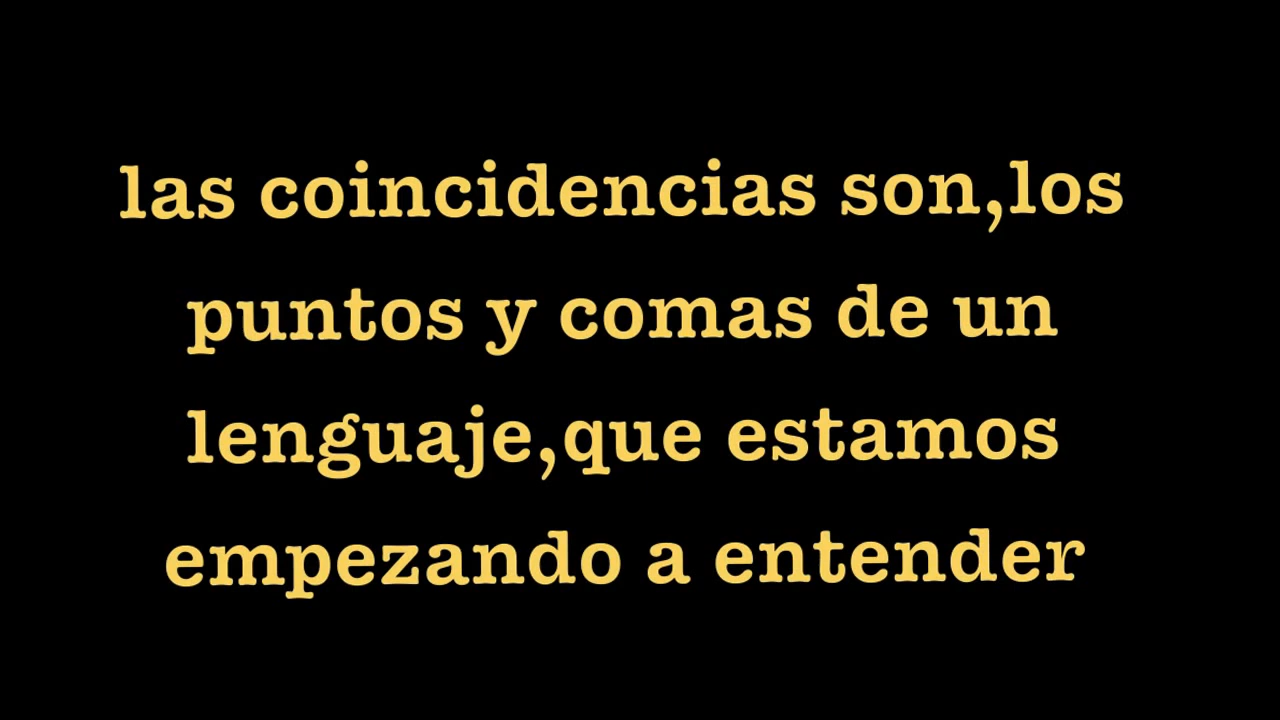 las coincidencias son,los
puntos y comas de un
lenguaje,que estamos
empezando a entender